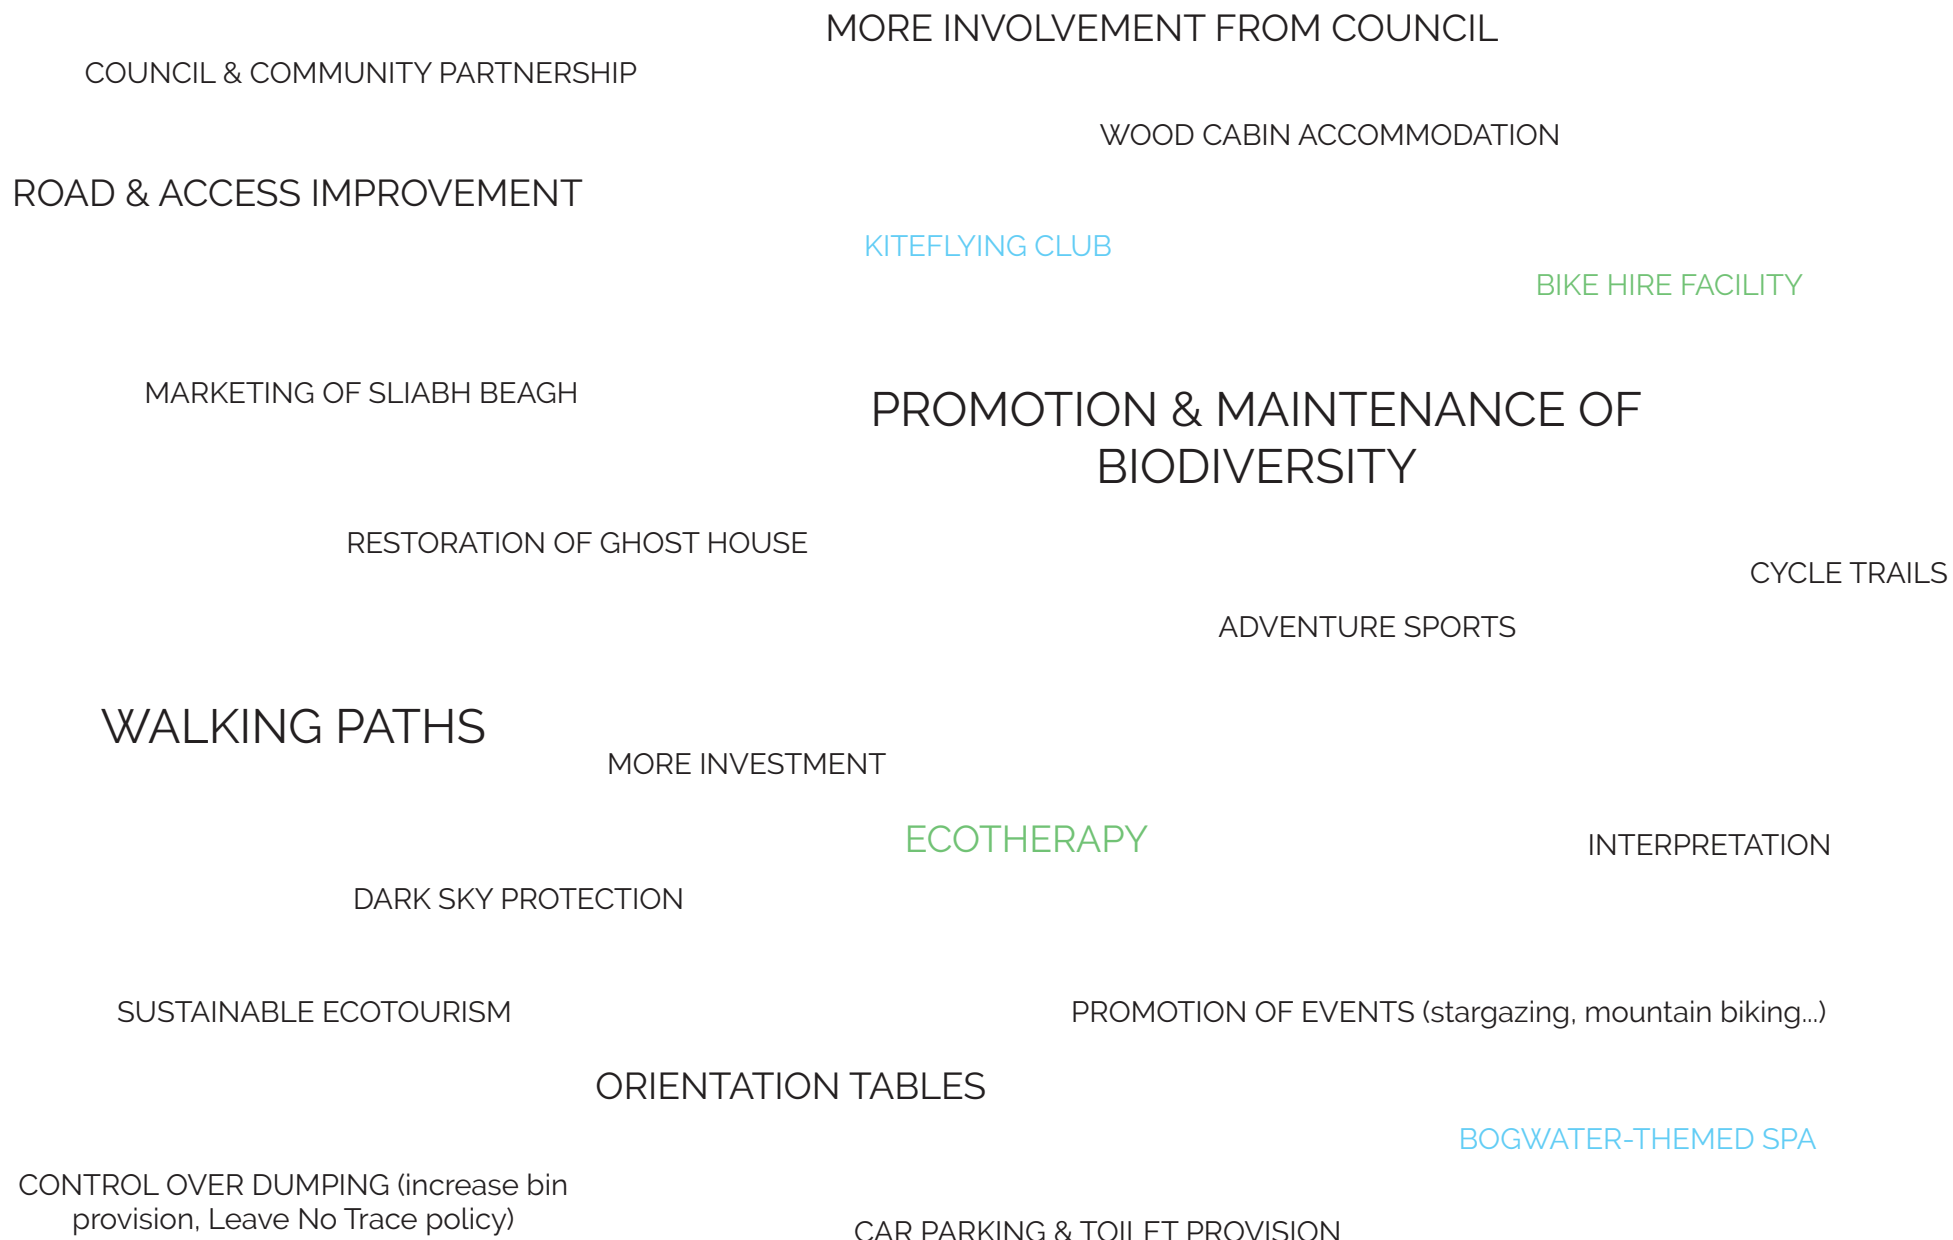 MORE INVOLVEMENT FROM COUNCIL
COUNCIL & COMMUNITY PARTNERSHIP
WOOD CABIN ACCOMMODATION
ROAD & ACCESS IMPROVEMENT
KITEFLYING CLUB
BIKE HIRE FACILITY
MARKETING OF SLIABH BEAGH
PROMOTION & MAINTENANCE OF
BIODIVERSITY
RESTORATION OF GHOST HOUSE
CYCLE TRAILS
ADVENTURE SPORTS
WALKING PATHS
MORE INVESTMENT
ECOTHERAPY
INTERPRETATION
DARK SKY PROTECTION
SUSTAINABLE ECOTOURISM
PROMOTION OF EVENTS (stargazing, mountain biking...)
ORIENTATION TABLES
BOGWATER-THEMED SPA
CONTROL OVER DUMPING (increase bin
provision, Leave No Trace policy)
CAR PARKING & TOILET PROVISION